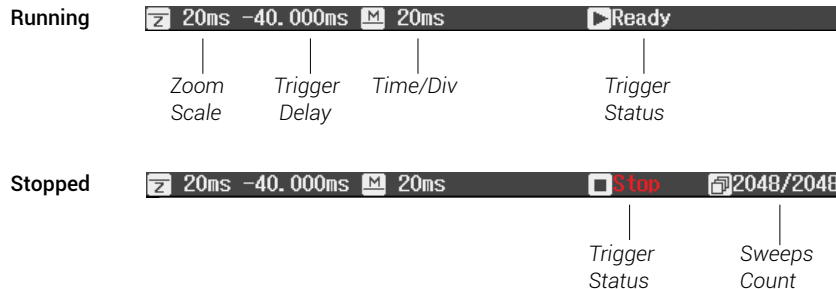 Running Z 20ms -40.000ms M 20ms Ready
Zoom Scale Trigger Delay Time/Div Trigger Status
Stopped Z 20ms -40.000ms M 20ms Stop 2048/2048
Trigger Status Sweeps Count